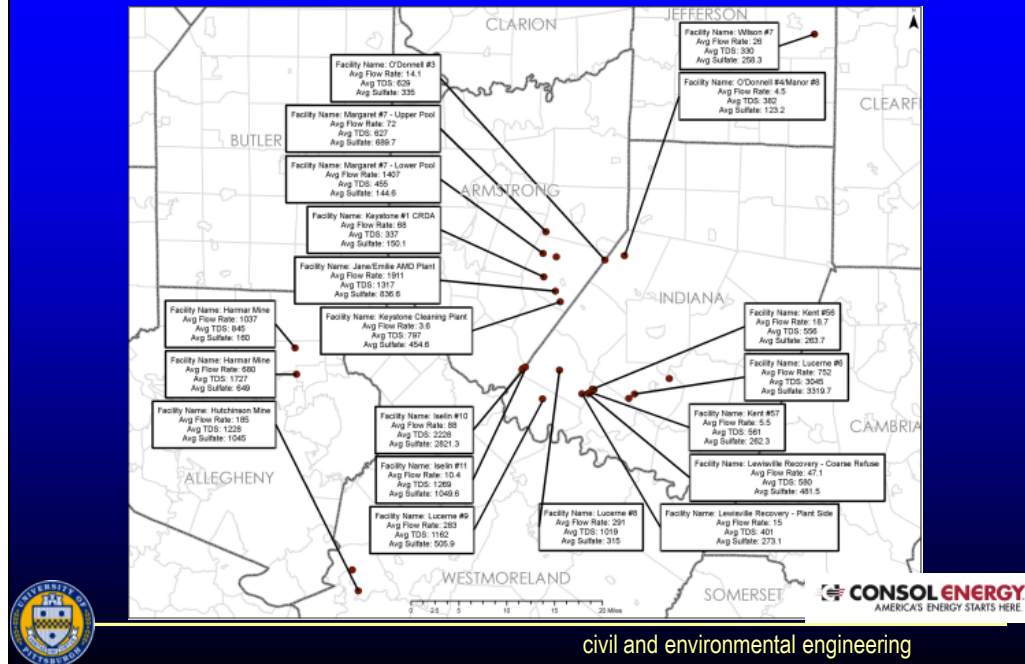 CLARION
JEFFERSON
Facility Name: Wilson #7
Avg Flow Rate: 26
Avg TDS: 330
Avg Sulfate: 258.3
Facility Name: O'Donnell #3
Avg Flow Rate: 14.1
Avg TDS: 629
Avg Sulfate: 335
Facility Name: O'Donnell #4/Manor #8
Avg Flow Rate: 4.5
Avg TDS: 382
Avg Sulfate: 123.2
CLEARFI
Facility Name: Margaret #7 - Upper Pool
Avg Flow Rate: 72
Avg TDS: 627
Avg Sulfate: 689.7
BUTLER
Facility Name: Margaret #7 - Lower Pool
Avg Flow Rate: 1407
Avg TDS: 455
Avg Sulfate: 144.6
ARMSTRONG
Facility Name: Keystone #1 CRDA
Avg Flow Rate: 68
Avg TDS: 337
Avg Sulfate: 150.1
Facility Name: Jane/Emilie AMD Plant
Avg Flow Rate: 1911
Avg TDS: 1317
Avg Sulfate: 836.6
INDIANA
Facility Name: Harmar Mine
Avg Flow Rate: 1037
Avg TDS: 845
Avg Sulfate: 160
Facility Name: Keystone Cleaning Plant
Avg Flow Rate: 3.6
Avg TDS: 797
Avg Sulfate: 454.6
Facility Name: Kent #56
Avg Flow Rate: 18.7
Avg TDS: 556
Avg Sulfate: 263.7
Facility Name: Harmar Mine
Avg Flow Rate: 680
Avg TDS: 1727
Avg Sulfate: 649
Facility Name: Lucerne #6
Avg Flow Rate: 752
Avg TDS: 3045
Avg Sulfate: 3319.7
Facility Name: Hutchinson Mine
Avg Flow Rate: 185
Avg TDS: 1228
Avg Sulfate: 1045
Facility Name: Iselin #10
Avg Flow Rate: 88
Avg TDS: 2228
Avg Sulfate: 2821.3
Facility Name: Kent #57
Avg Flow Rate: 5.5
Avg TDS: 561
Avg Sulfate: 262.3
CAMBRIA
ALLEGHENY
Facility Name: Iselin #11
Avg Flow Rate: 10.4
Avg TDS: 1269
Avg Sulfate: 1049.6
Facility Name: Lewisville Recovery - Coarse Refuse
Avg Flow Rate: 47.1
Avg TDS: 580
Avg Sulfate: 481.5
Facility Name: Lucerne #9
Avg Flow Rate: 283
Avg TDS: 1162
Avg Sulfate: 505.9
Facility Name: Lucerne #8
Avg Flow Rate: 291
Avg TDS: 1019
Avg Sulfate: 315
Facility Name: Lewisville Recovery - Plant Side
Avg Flow Rate: 15
Avg TDS: 401
Avg Sulfate: 273.1
WESTMORELAND
SOMERSET
0 2.5 5 10 15 20 Miles
CONSOL ENERGY
AMERICA'S ENERGY STARTS HERE.
UNIVERSITY OF PITTSBURGH
civil and environmental engineering